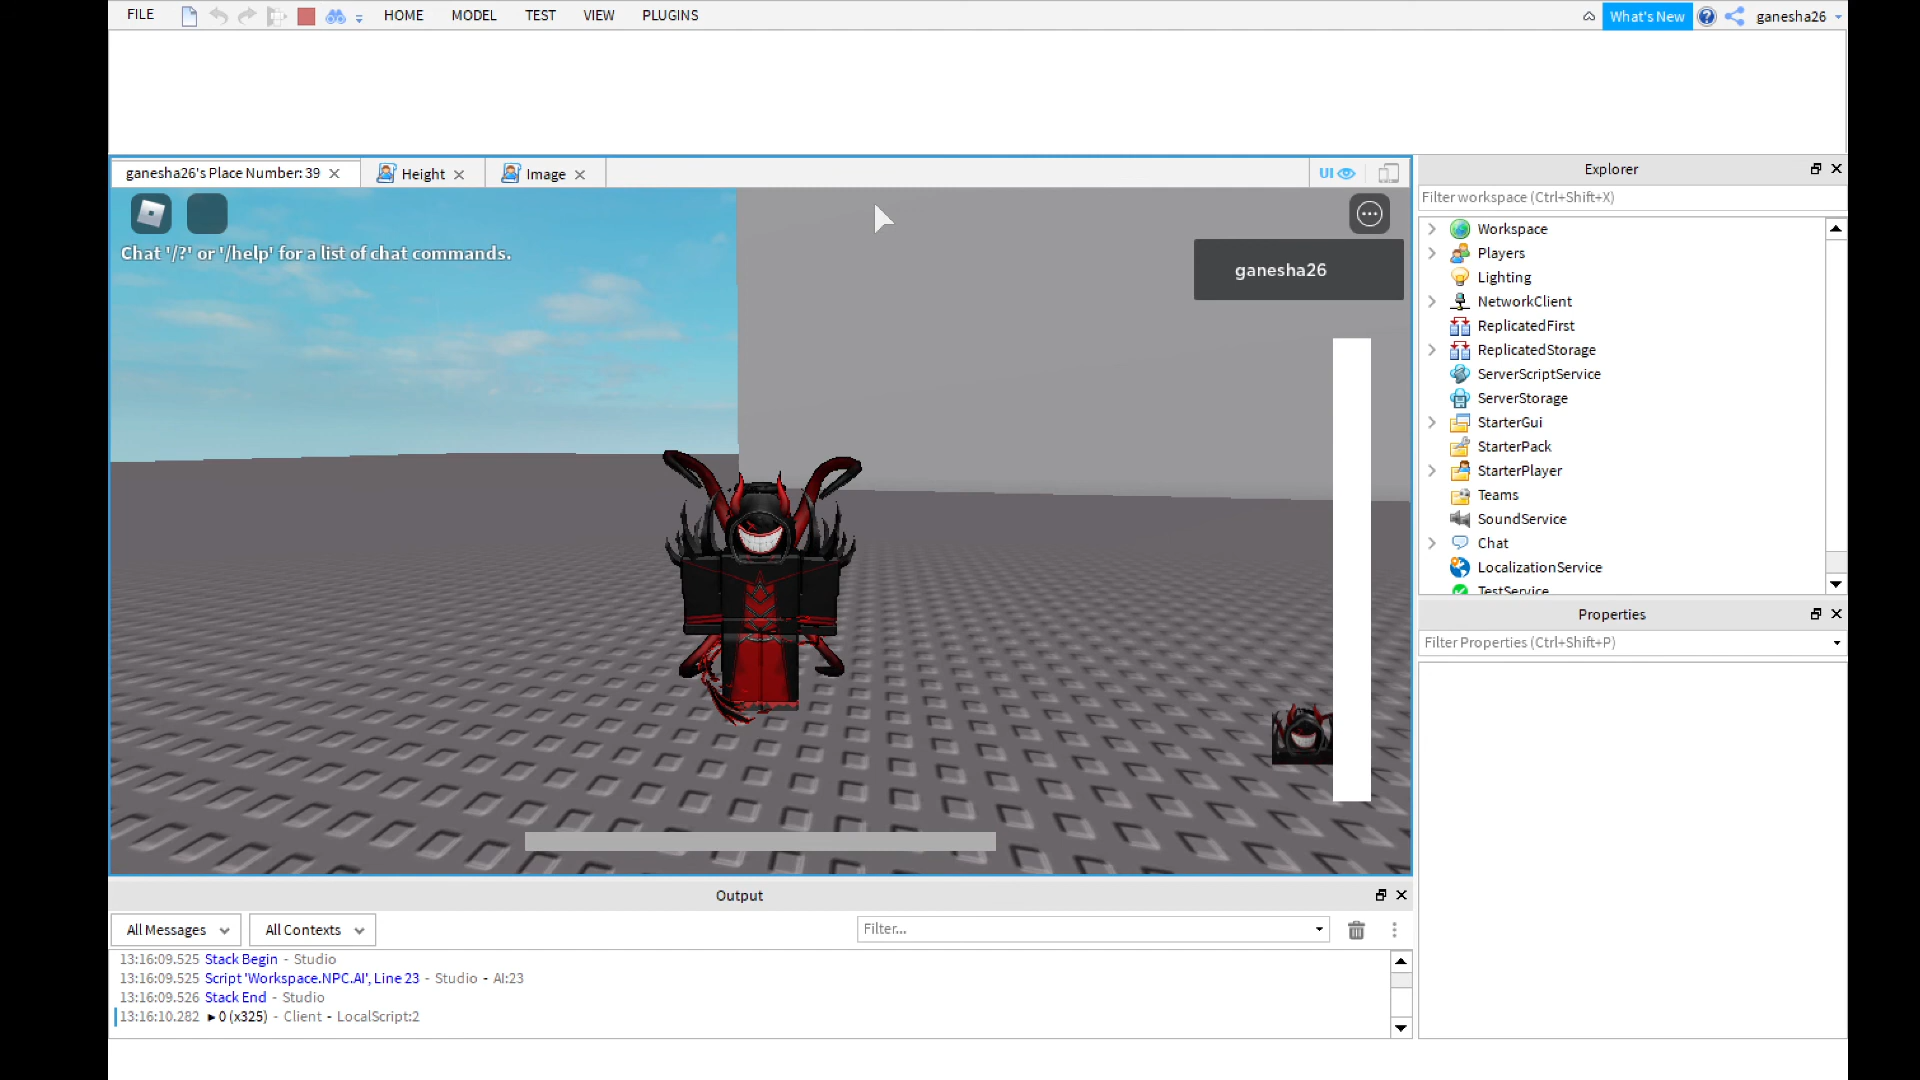 FILE HOME MODEL TEST VIEW PLUGINS What's New ganesha26
ganesha26's Place Number: 39 Height Image UI
Chat '/?' or '/help' for a list of chat commands.
ganesha26
Explorer
Filter workspace (Ctrl+Shift+X)
Workspace
Players
Lighting
NetworkClient
ReplicatedFirst
ReplicatedStorage
ServerScriptService
ServerStorage
StarterGui
StarterPack
StarterPlayer
Teams
SoundService
Chat
LocalizationService
TestService
Properties
Filter Properties (Ctrl+Shift+P)
Output
All Messages All Contexts Filter...
13:16:09.525 Stack Begin - Studio
13:16:09.525 Script 'Workspace.NPC.AI', Line 23 - Studio - AI:23
13:16:09.526 Stack End - Studio
13:16:10.282 ▶ 0 (x325) - Client - LocalScript:2